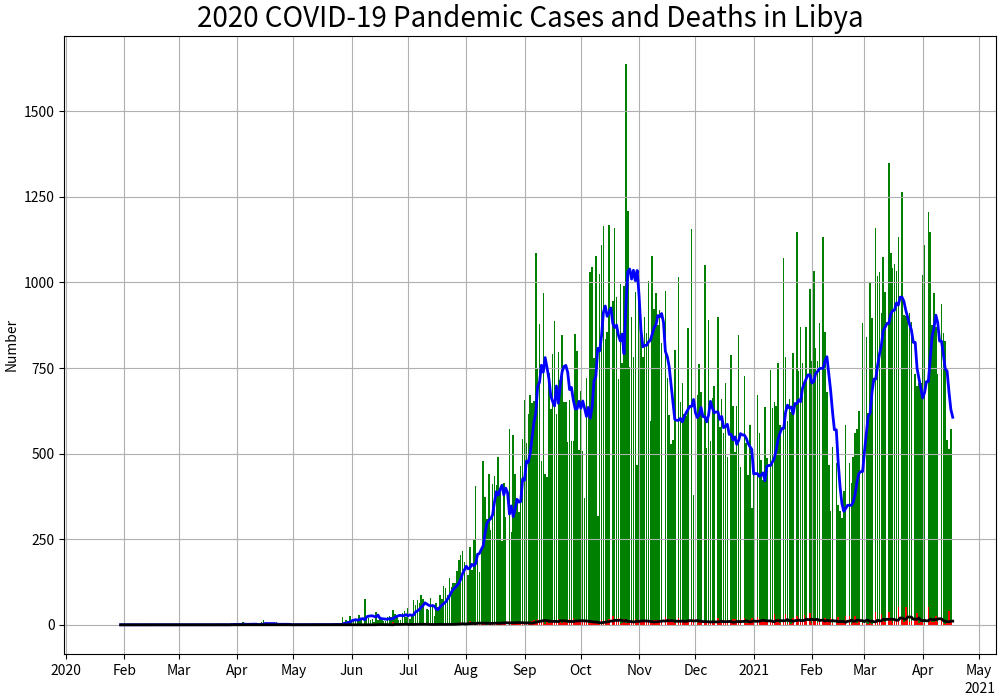 2020 COVID-19 Pandemic Cases and Deaths in Libya
Number
1500
1250
1000
750
500
250
0
2020 Feb Mar Apr May Jun Jul Aug Sep Oct Nov Dec 2021 Feb Mar Apr May
2021